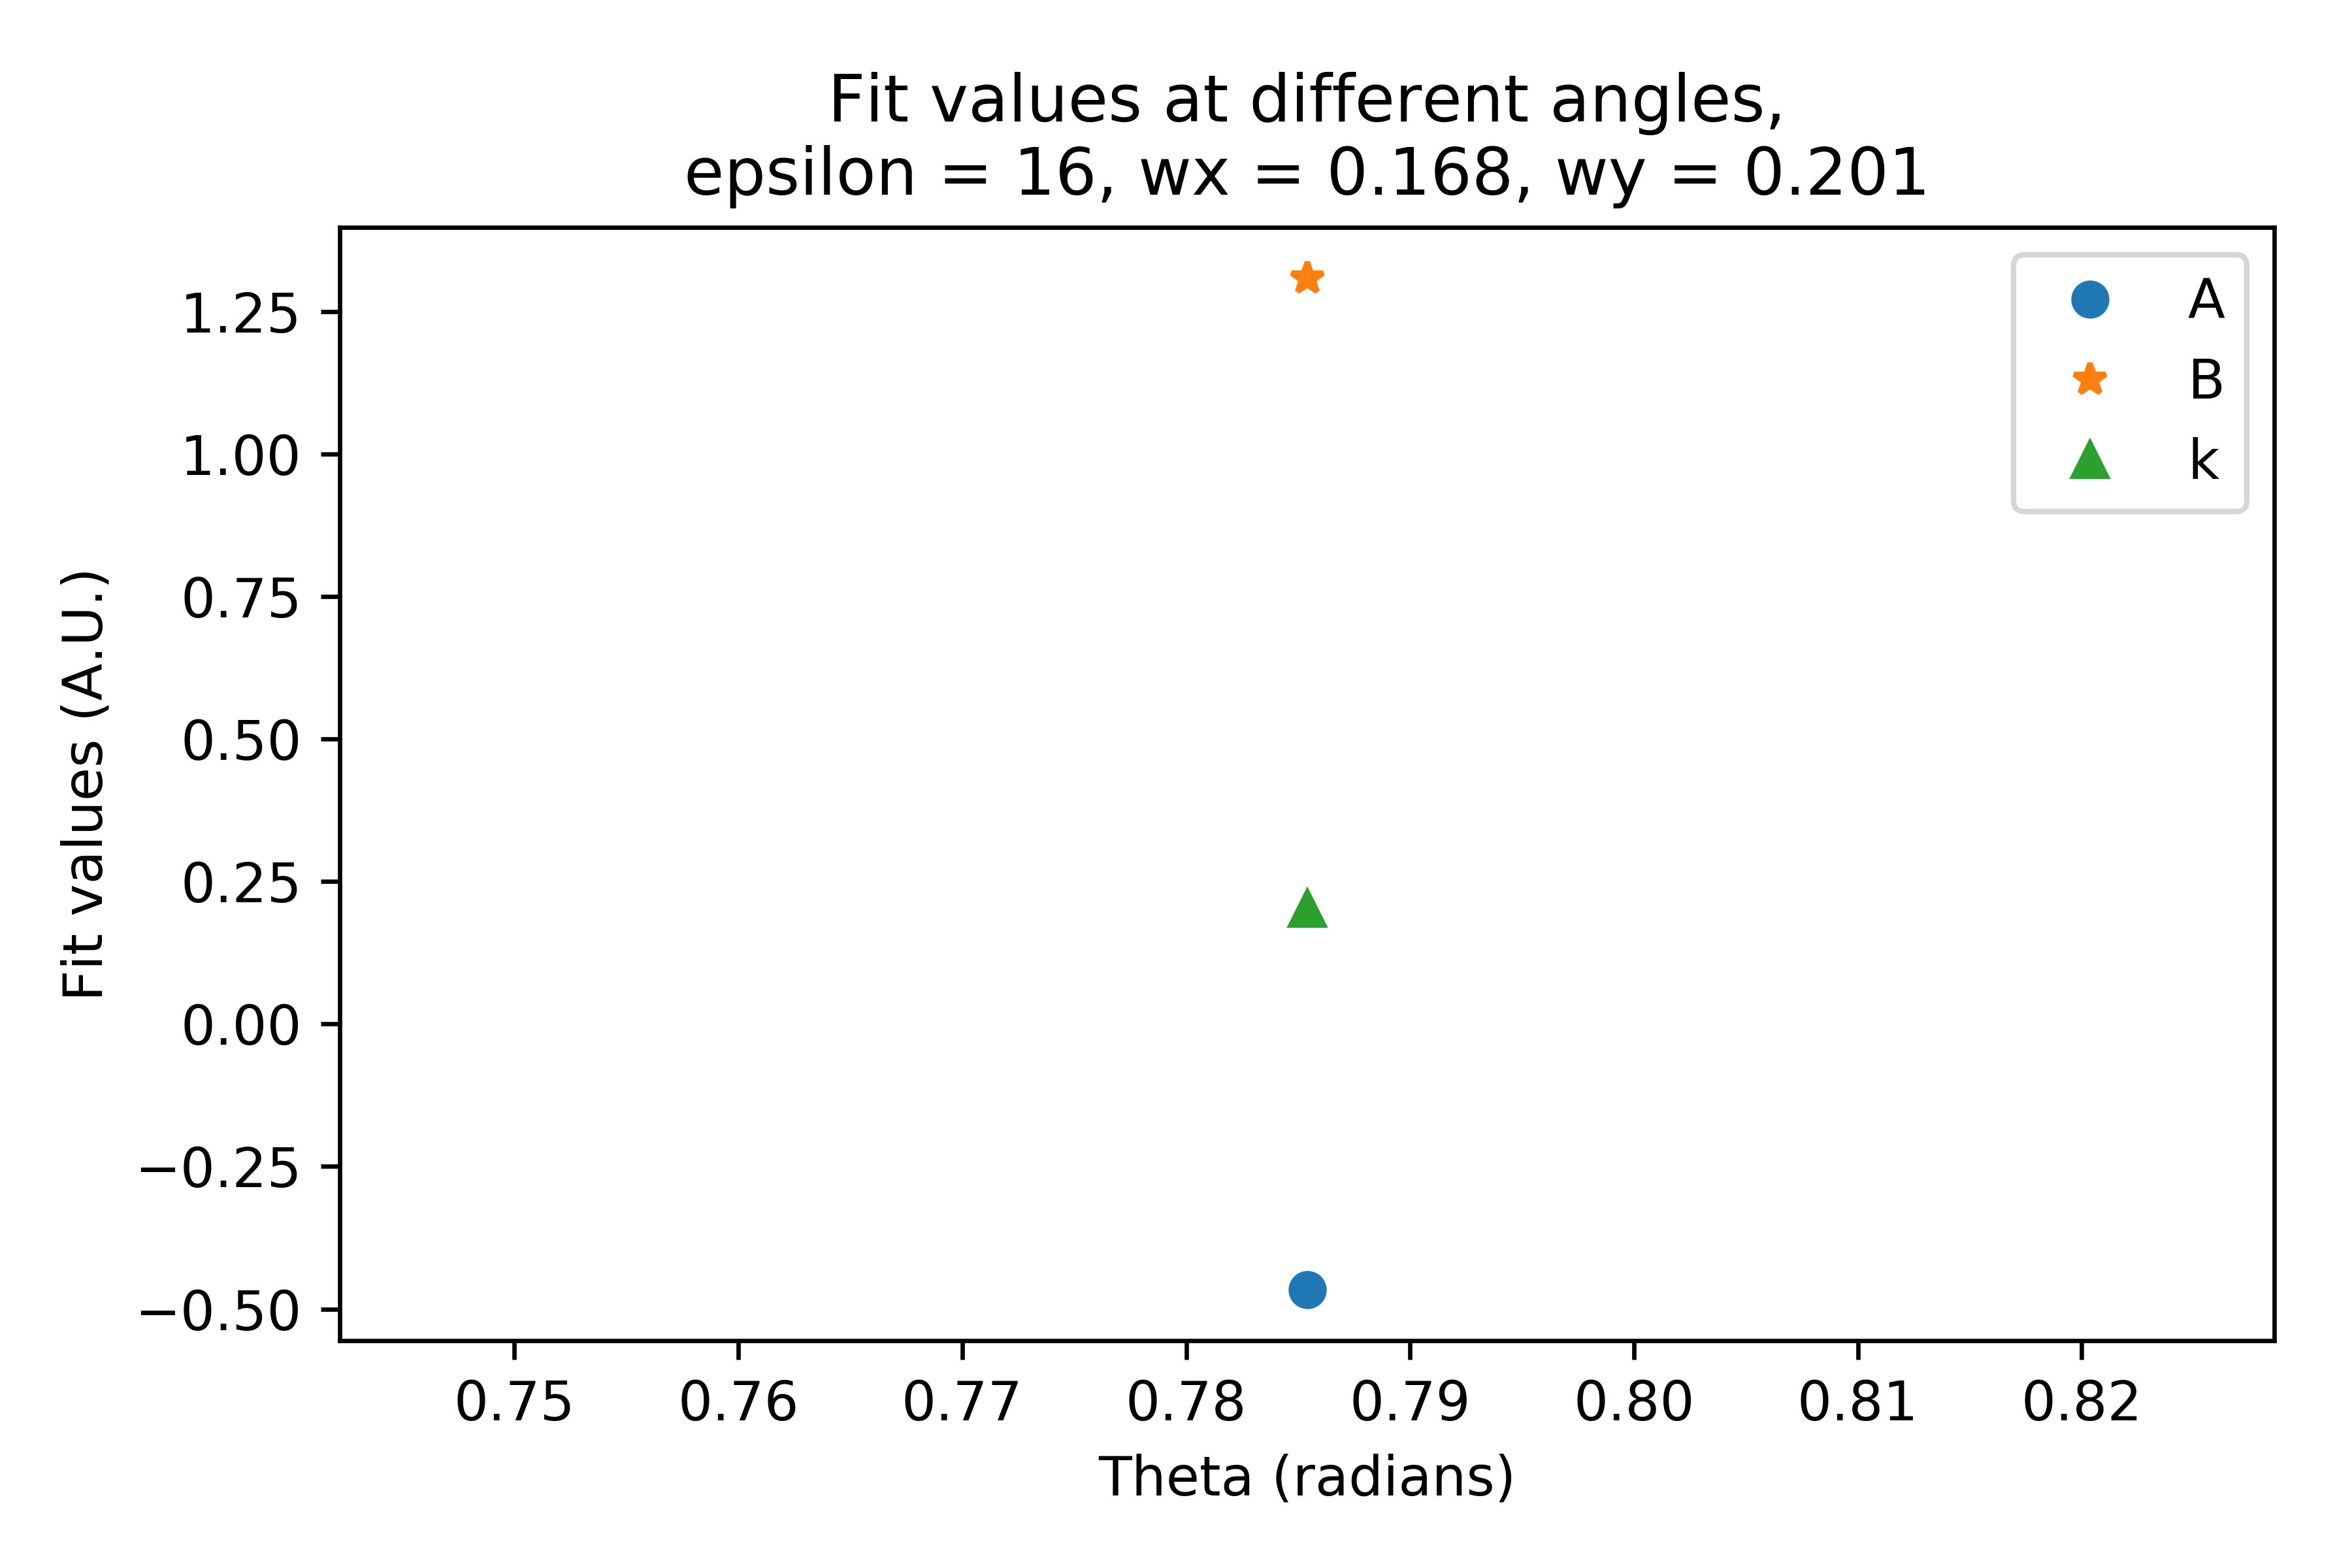 Fit values at different angles,
epsilon = 16, wx = 0.168, wy = 0.201
A
B
k
Fit values (A.U.)
1.25
1.00
0.75
0.50
0.25
0.00
−0.25
−0.50
0.75 0.76 0.77 0.78 0.79 0.80 0.81 0.82
Theta (radians)